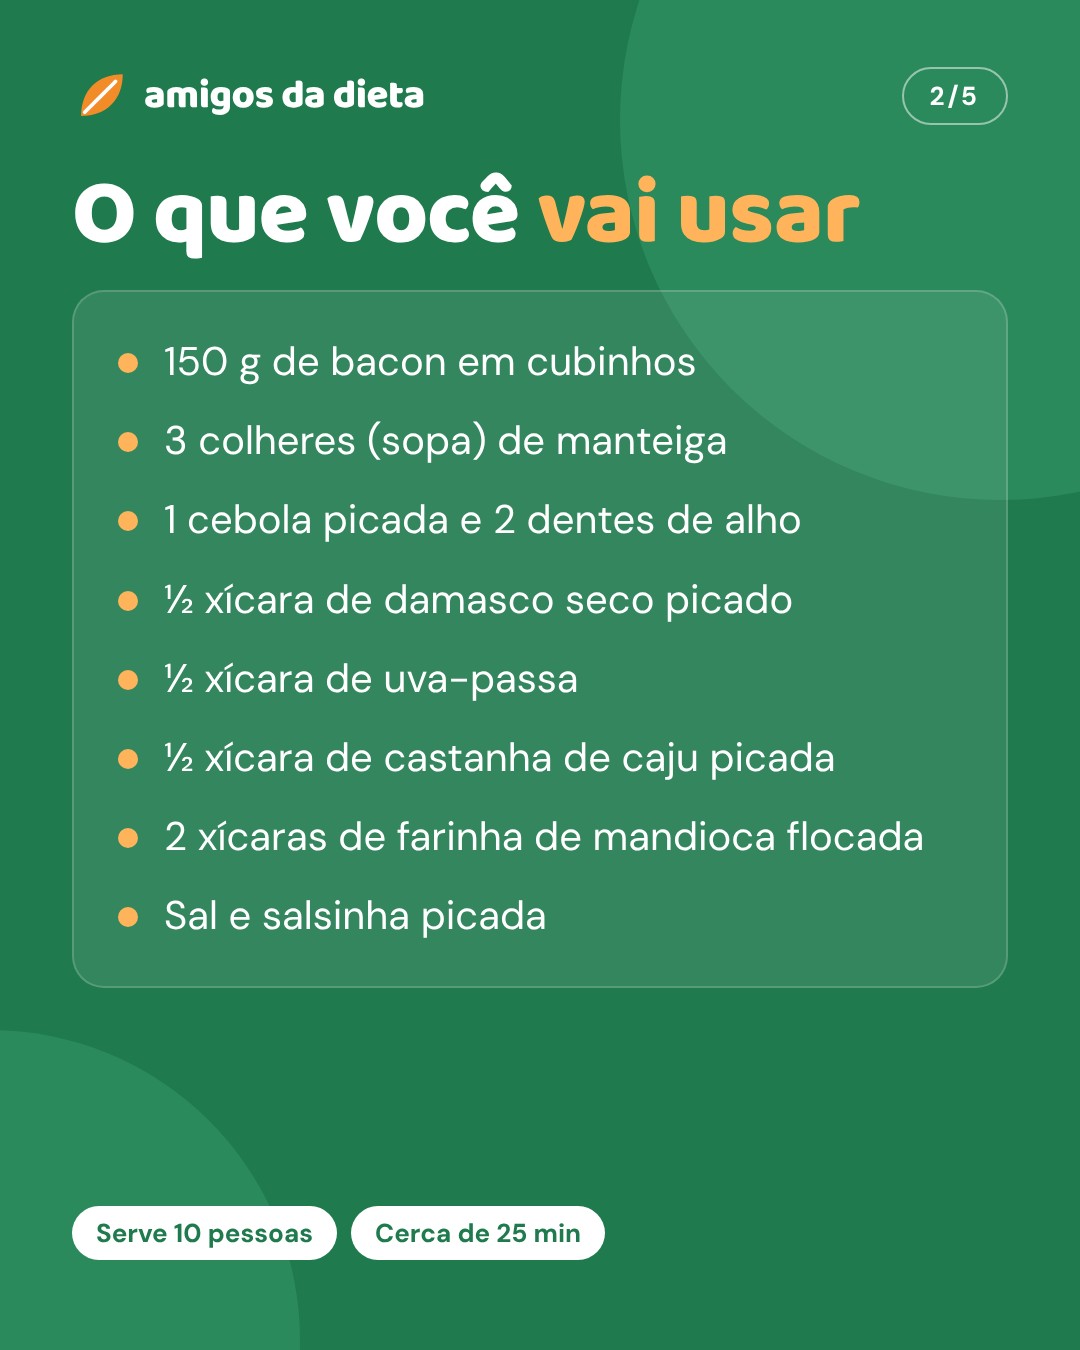 amigos da dieta
2/5
O que você vai usar
150 g de bacon em cubinhos
3 colheres (sopa) de manteiga
1 cebola picada e 2 dentes de alho
½ xícara de damasco seco picado
½ xícara de uva-passa
½ xícara de castanha de caju picada
2 xícaras de farinha de mandioca flocada
Sal e salsinha picada
Serve 10 pessoas
Cerca de 25 min